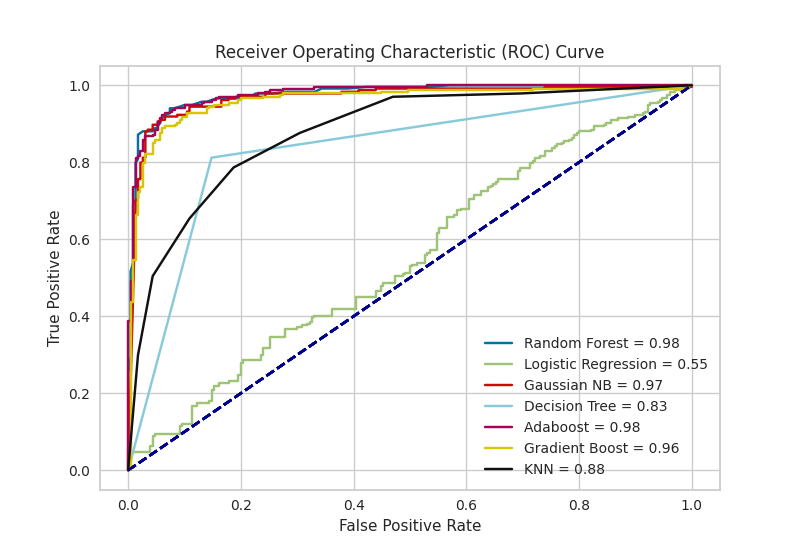 Receiver Operating Characteristic (ROC) Curve
1.0
0.8
0.6
0.4
0.2
0.0
True Positive Rate
Random Forest = 0.98
Logistic Regression = 0.55
Gaussian NB = 0.97
Decision Tree = 0.83
Adaboost = 0.98
Gradient Boost = 0.96
KNN = 0.88
0.0 0.2 0.4 0.6 0.8 1.0
False Positive Rate